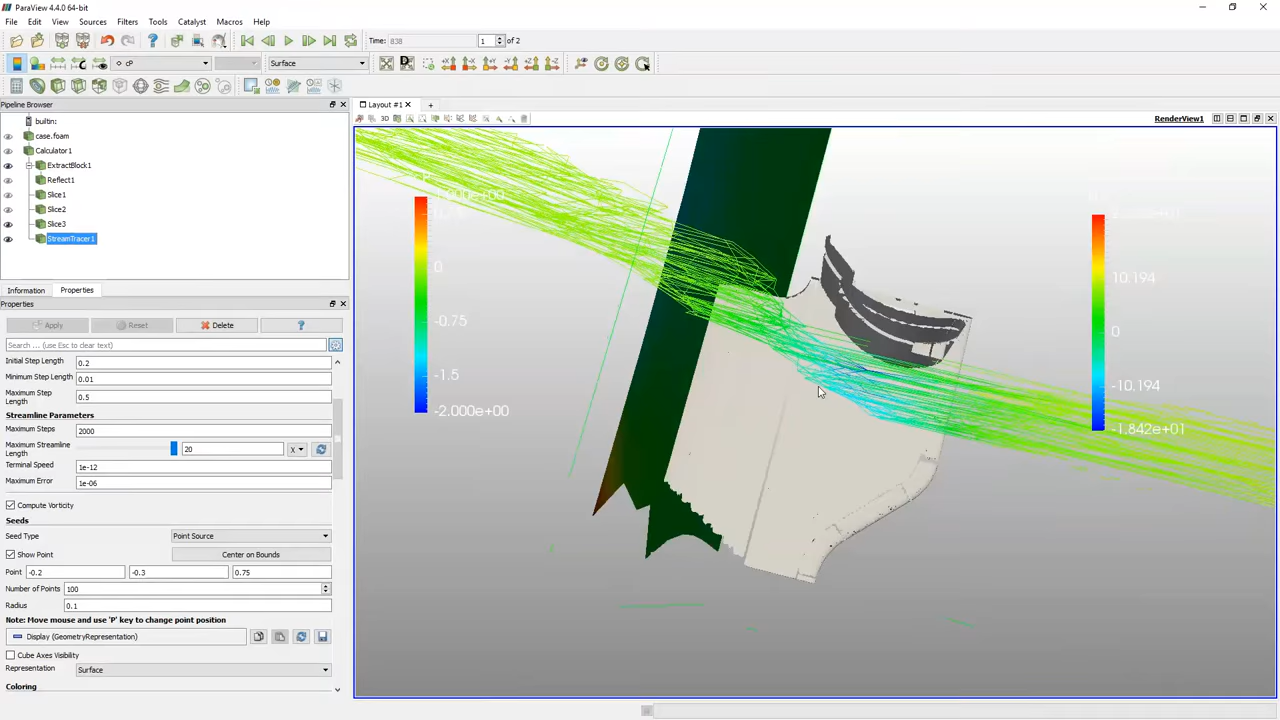 ParaView 4.4.0 64-bit
File Edit View Sources Filters Tools Catalyst Macros Help
Time: 838 1 of 2
cP Surface
Pipeline Browser
Layout #1
builtin:
3D RenderView1
case.foam
Calculator1
ExtractBlock1
Reflect1
Slice1
Slice2
Slice3
StreamTracer1
Information Properties
Properties
Apply Reset Delete ?
Search ... (use Esc to clear text)
Initial Step Length 0.2
Minimum Step Length 0.01
Maximum Step
Length 0.5
Streamline Parameters
Maximum Steps 2000
Maximum Streamline
Length 20 X
Terminal Speed 1e-12
Maximum Error 1e-06
Compute Vorticity
Seeds
Seed Type Point Source
Show Point Center on Bounds
Point -0.2 -0.3 0.75
Number of Points 100
Radius 0.1
Note: Move mouse and use 'P' key to change point position
Display (GeometryRepresentation)
Cube Axes Visibility
Representation Surface
Coloring
0
-0.75
-1.5
-2.000e+00
10.194
0
-10.194
-1.842e+01